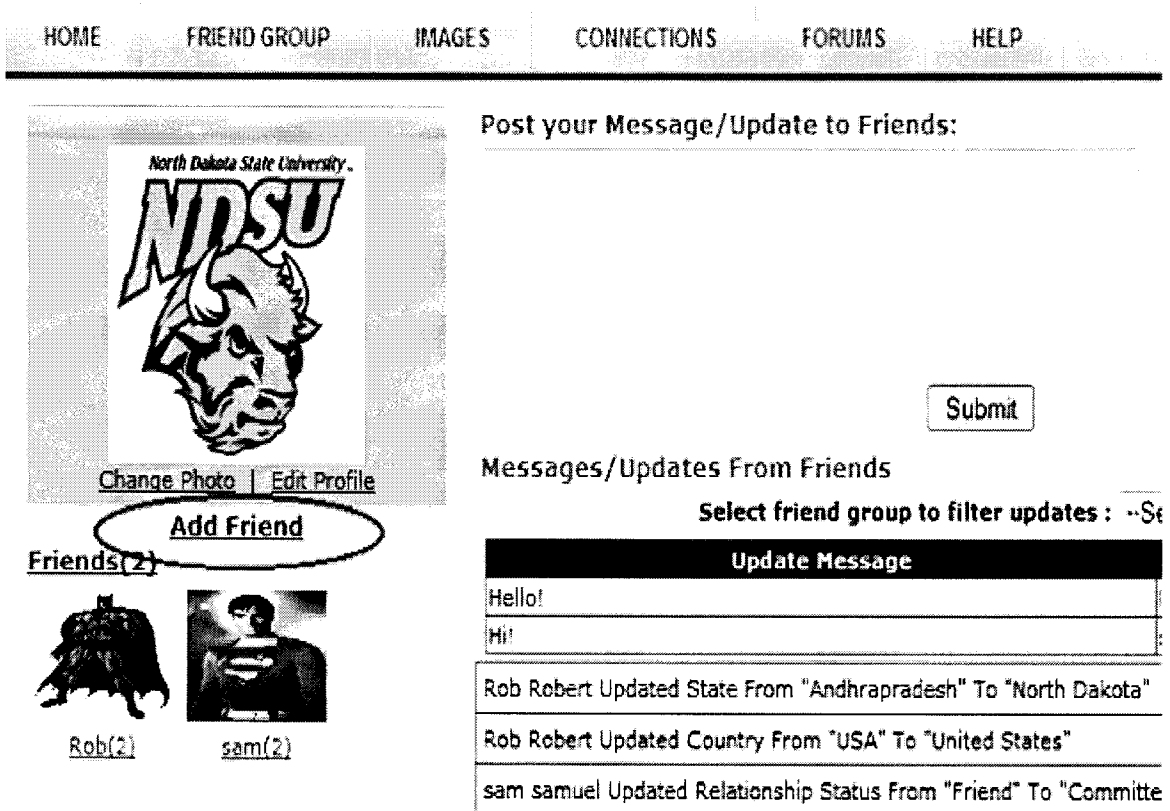 HOME FRIEND GROUP IMAGES CONNECTIONS FORUMS HELP
North Dakota State University
NDSU
Change Photo | Edit Profile
Add Friend
Friends(2)
Rob(2) sam(2)
Post your Message/Update to Friends:
Submit
Messages/Updates From Friends
Select friend group to filter updates : --Se
Update Message
Hello!
Hi!
Rob Robert Updated State From "Andhrapradesh" To "North Dakota"
Rob Robert Updated Country From "USA" To "United States"
sam samuel Updated Relationship Status From "Friend" To "Committe